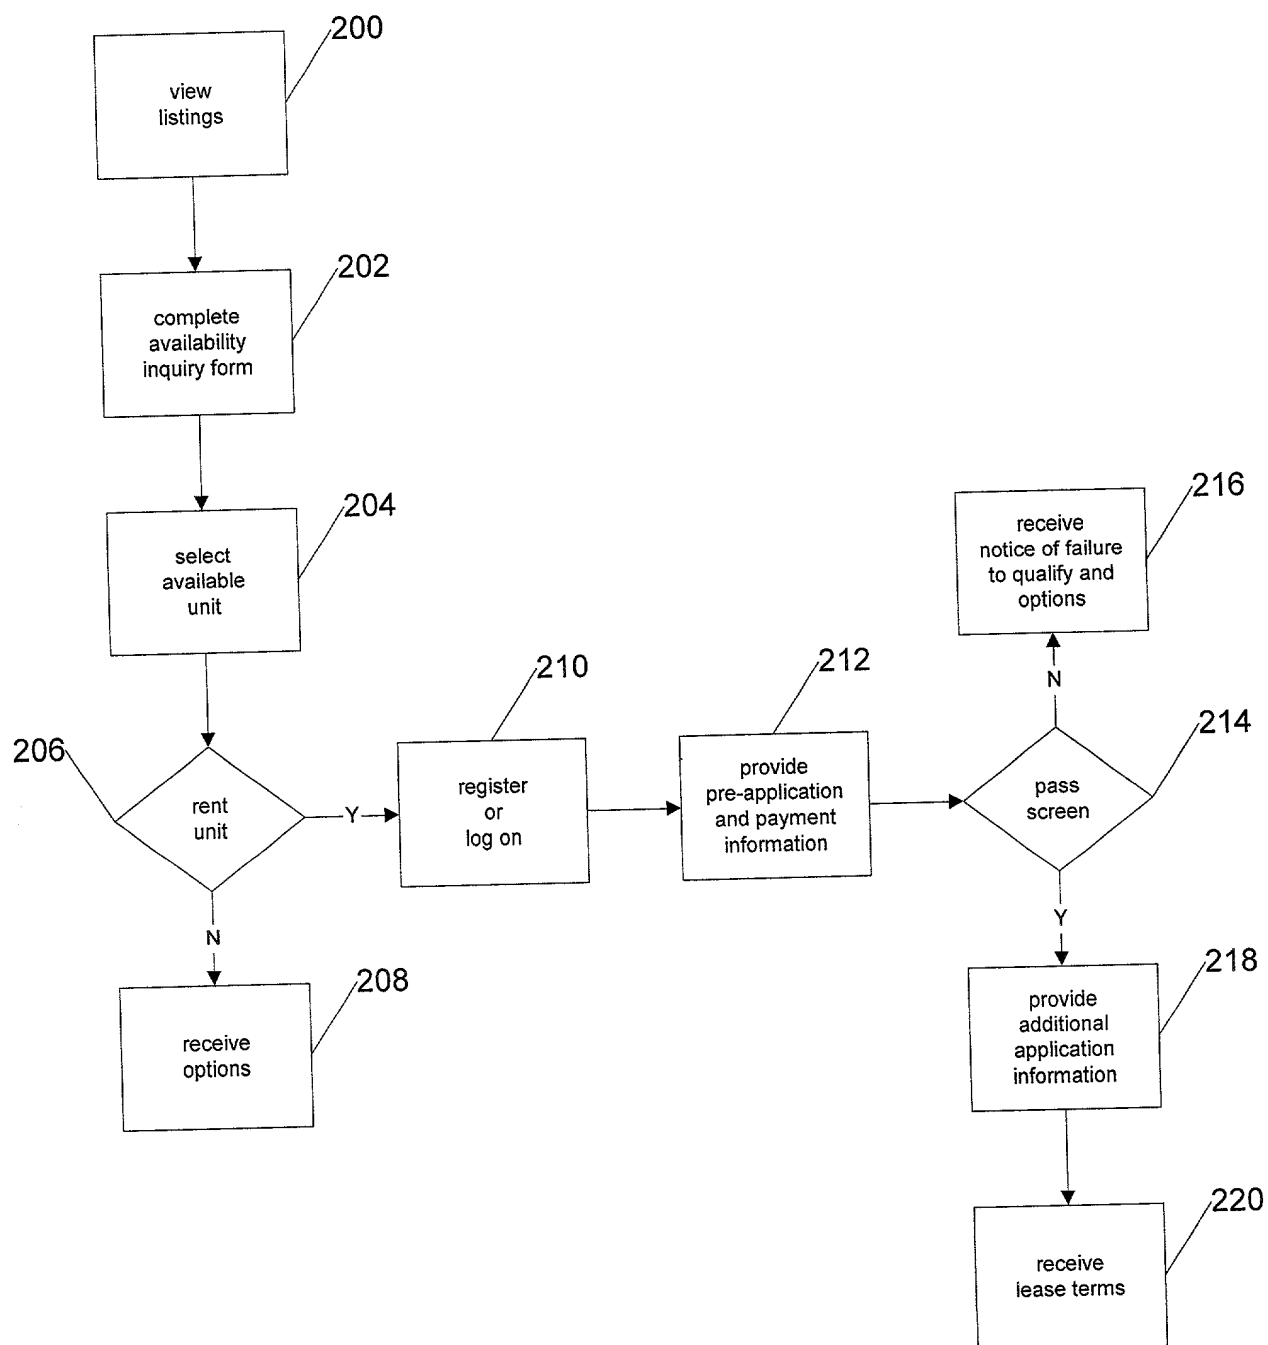 200
view
listings
202
complete
availability
inquiry form
204
select
available
unit
206
rent
unit
Y
N
208
receive
options
210
register
or
log on
212
provide
pre-application
and payment
information
214
pass
screen
N
216
receive
notice of failure
to qualify and
options
Y
218
provide
additional
application
information
220
receive
lease terms